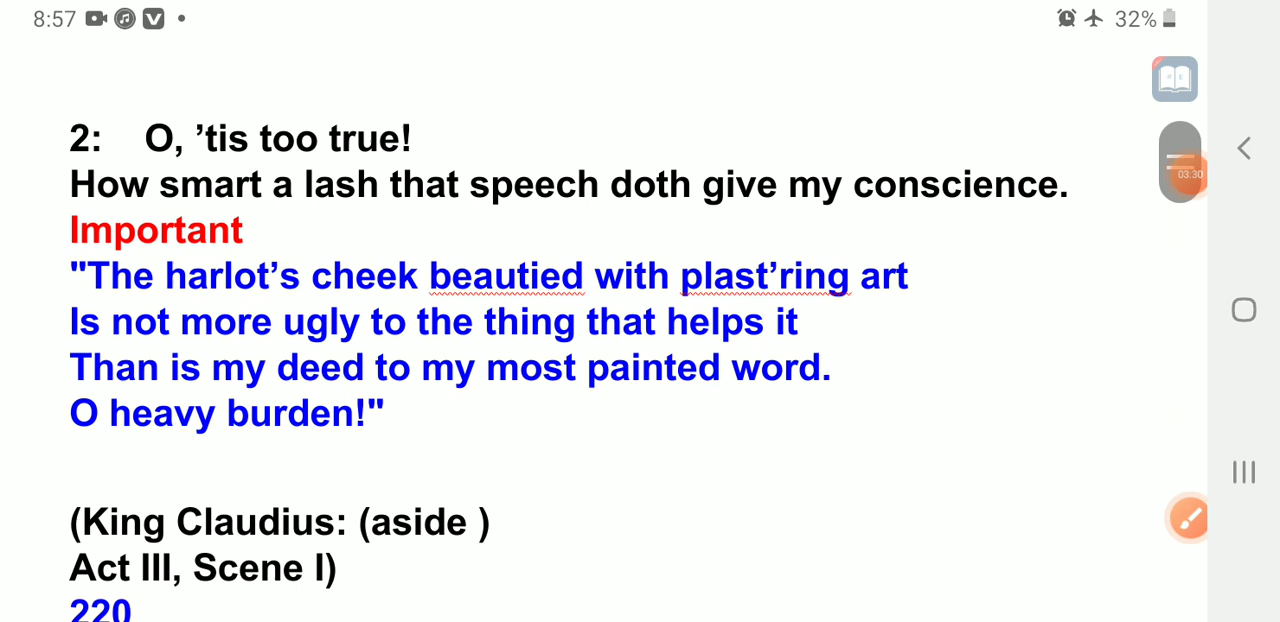 8:57
32%
03:30
2: O, ’tis too true!
How smart a lash that speech doth give my conscience.
Important
"The harlot’s cheek beautied with plast’ring art
Is not more ugly to the thing that helps it
Than is my deed to my most painted word.
O heavy burden!"
(King Claudius: (aside )
Act III, Scene I)
220